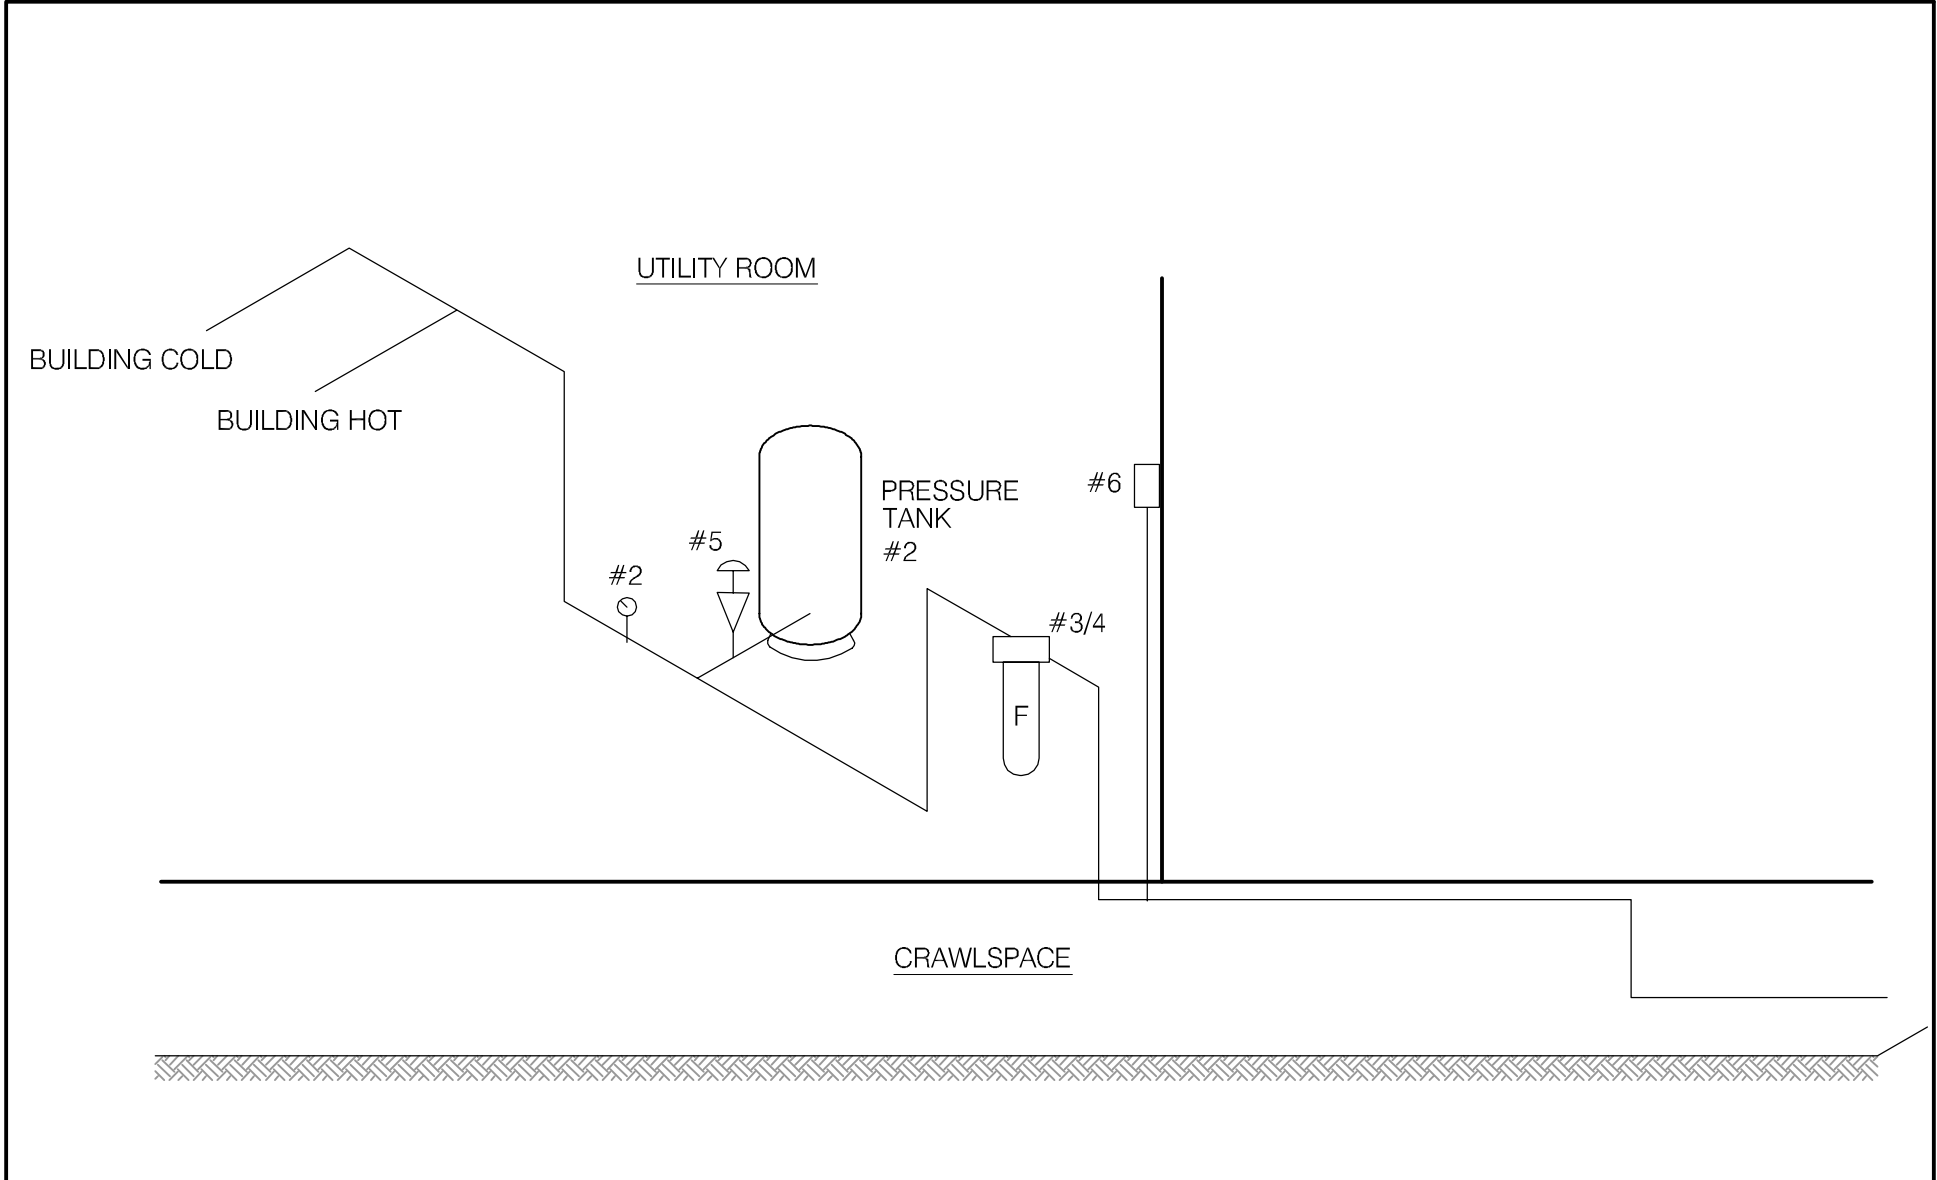 UTILITY ROOM
BUILDING COLD
BUILDING HOT
PRESSURE
TANK
#2
#6
#5
#2
#3/4
F
CRAWLSPACE